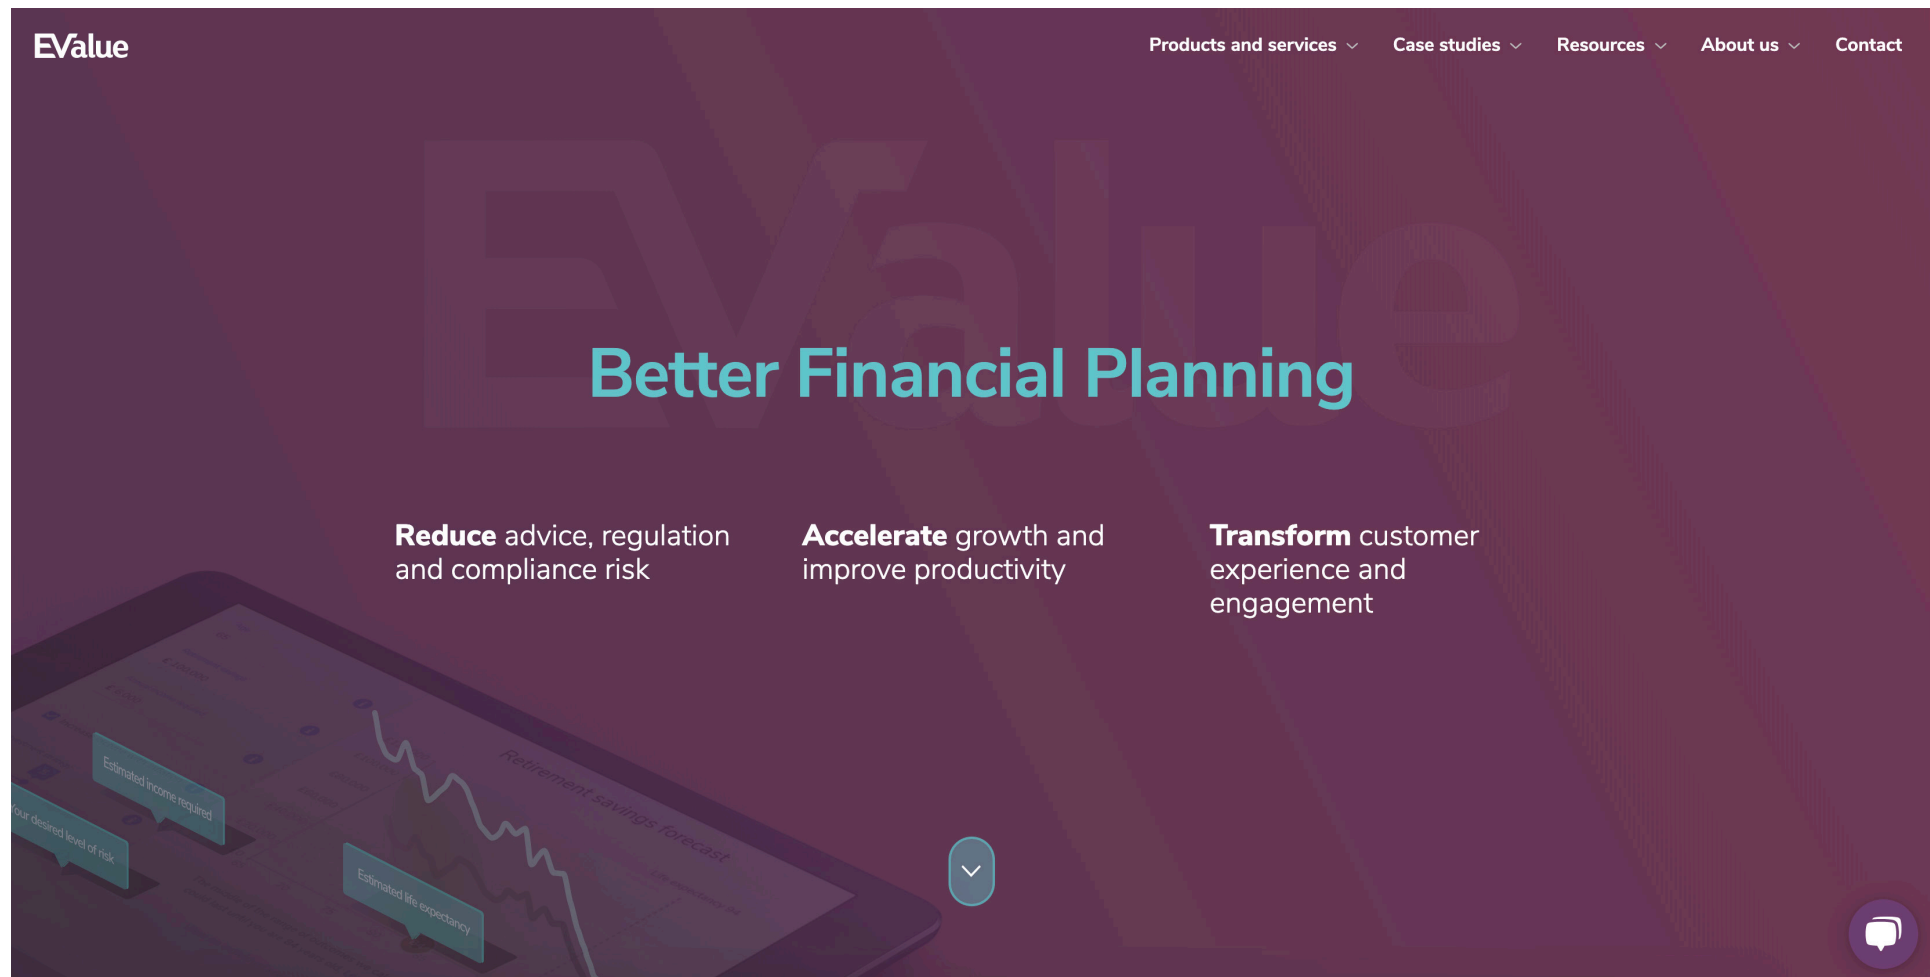 EValue
Products and services
Case studies
Resources
About us
Contact
EValue
Better Financial Planning
Reduce advice, regulation
and compliance risk
Accelerate growth and
improve productivity
Transform customer
experience and
engagement
Retirement savings forecast
Estimated income required
Your desired level of risk
Estimated life expectancy